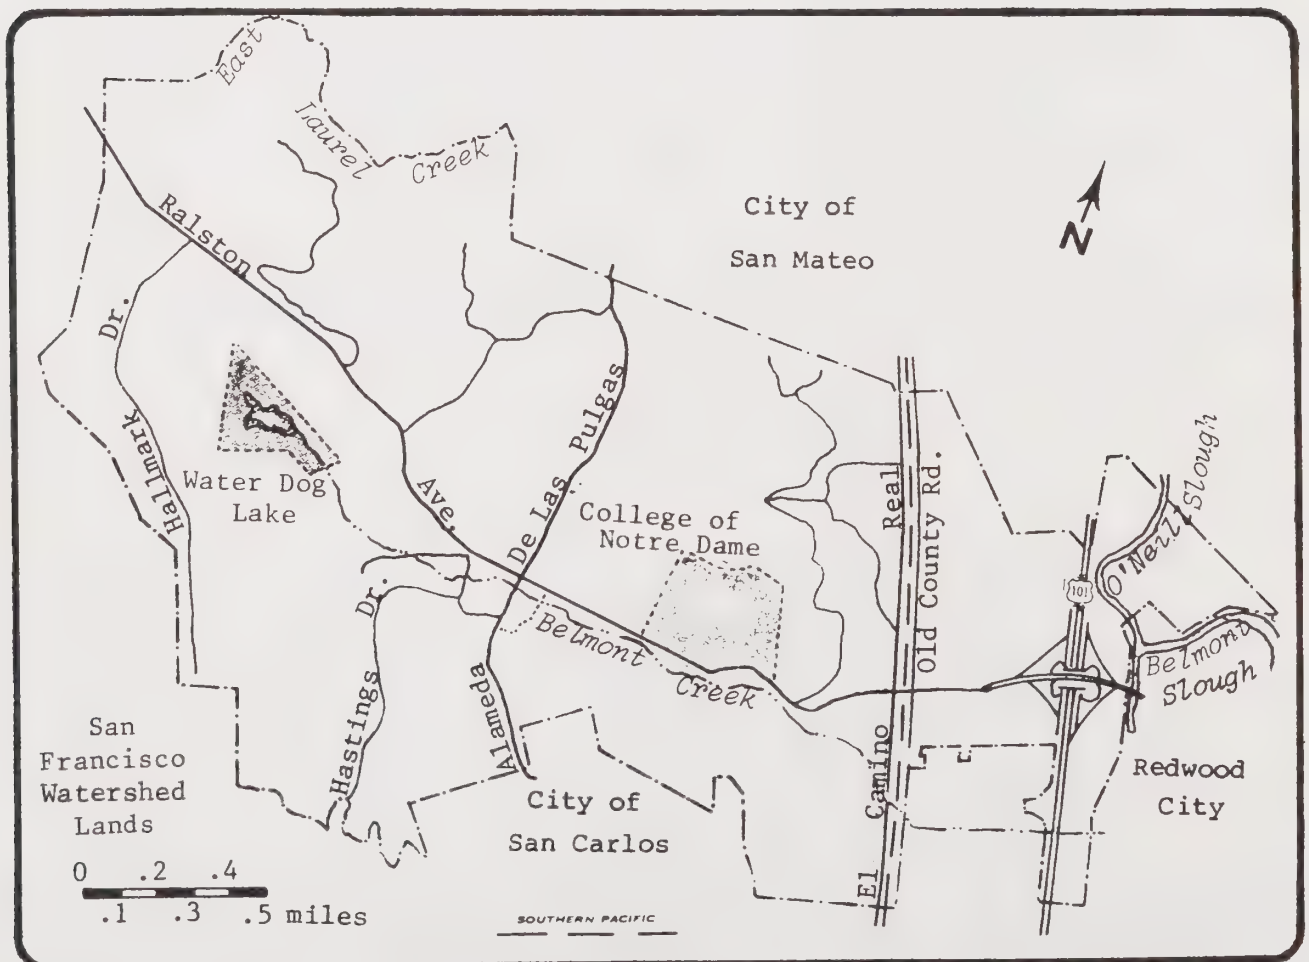 East
Laurel
Creek
Ralston
Ave.
City of
San Mateo
N
Dr.
Hallmark
Water Dog
Lake
De Las Pulgas
Alameda
College of
Notre Dame
Real
Camino
El
Old County Rd.
101
O'Neill Slough
Belmont
Slough
Dr.
Hastings
Belmont
Creek
San
Francisco
Watershed
Lands
City of
San Carlos
Redwood
City
0 .2 .4
.1 .3 .5 miles
SOUTHERN PACIFIC